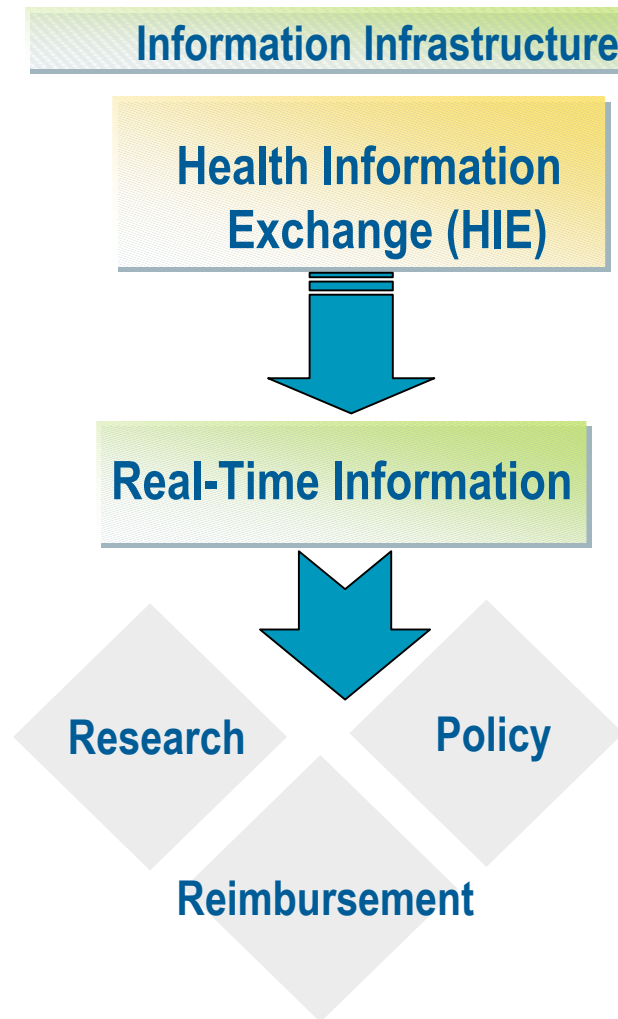 Information Infrastructure
Health Information
Exchange (HIE)
Real-Time Information
Research
Policy
Reimbursement